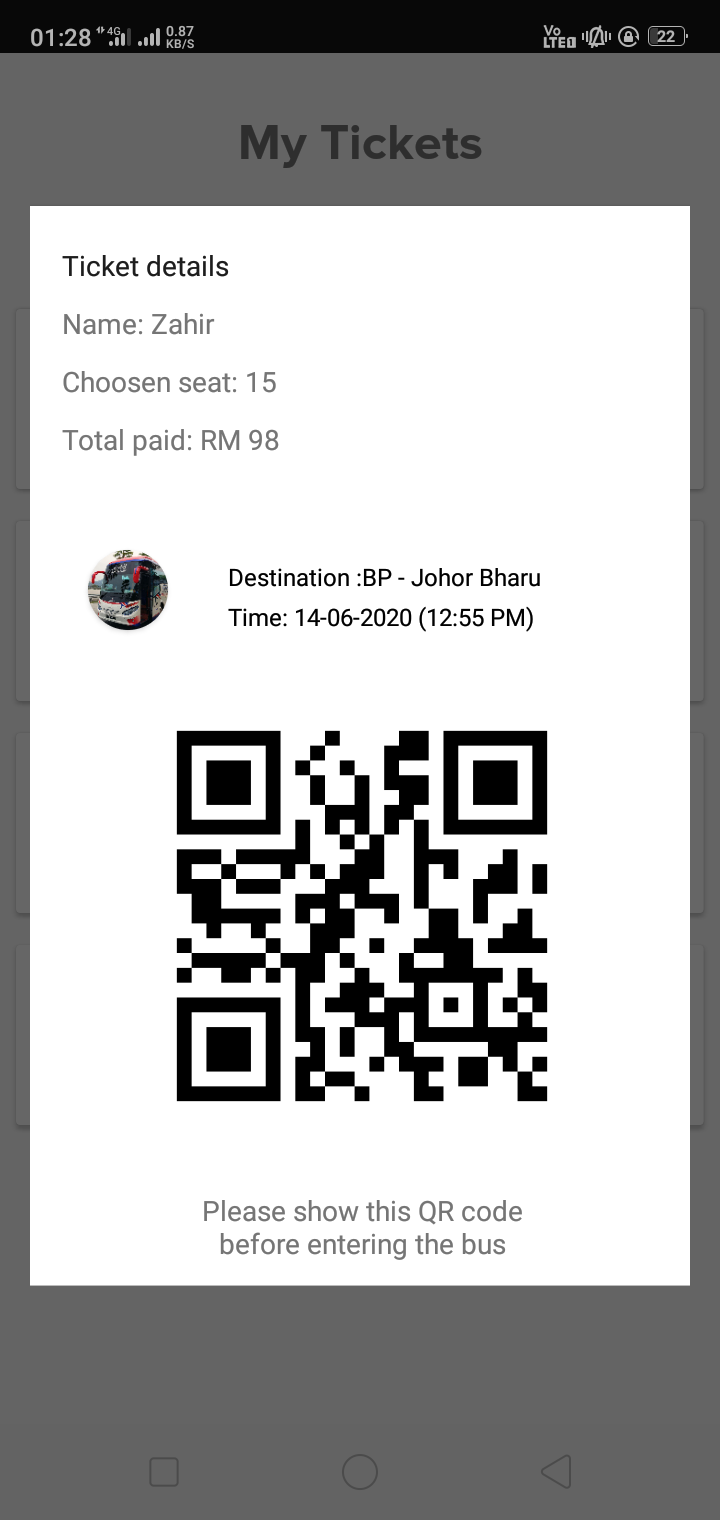 01:28 4G 0.87 KB/S Vo LTE1 22
My Tickets
Ticket details
Name: Zahir
Choosen seat: 15
Total paid: RM 98
Destination :BP - Johor Bharu
Time: 14-06-2020 (12:55 PM)
Please show this QR code
before entering the bus